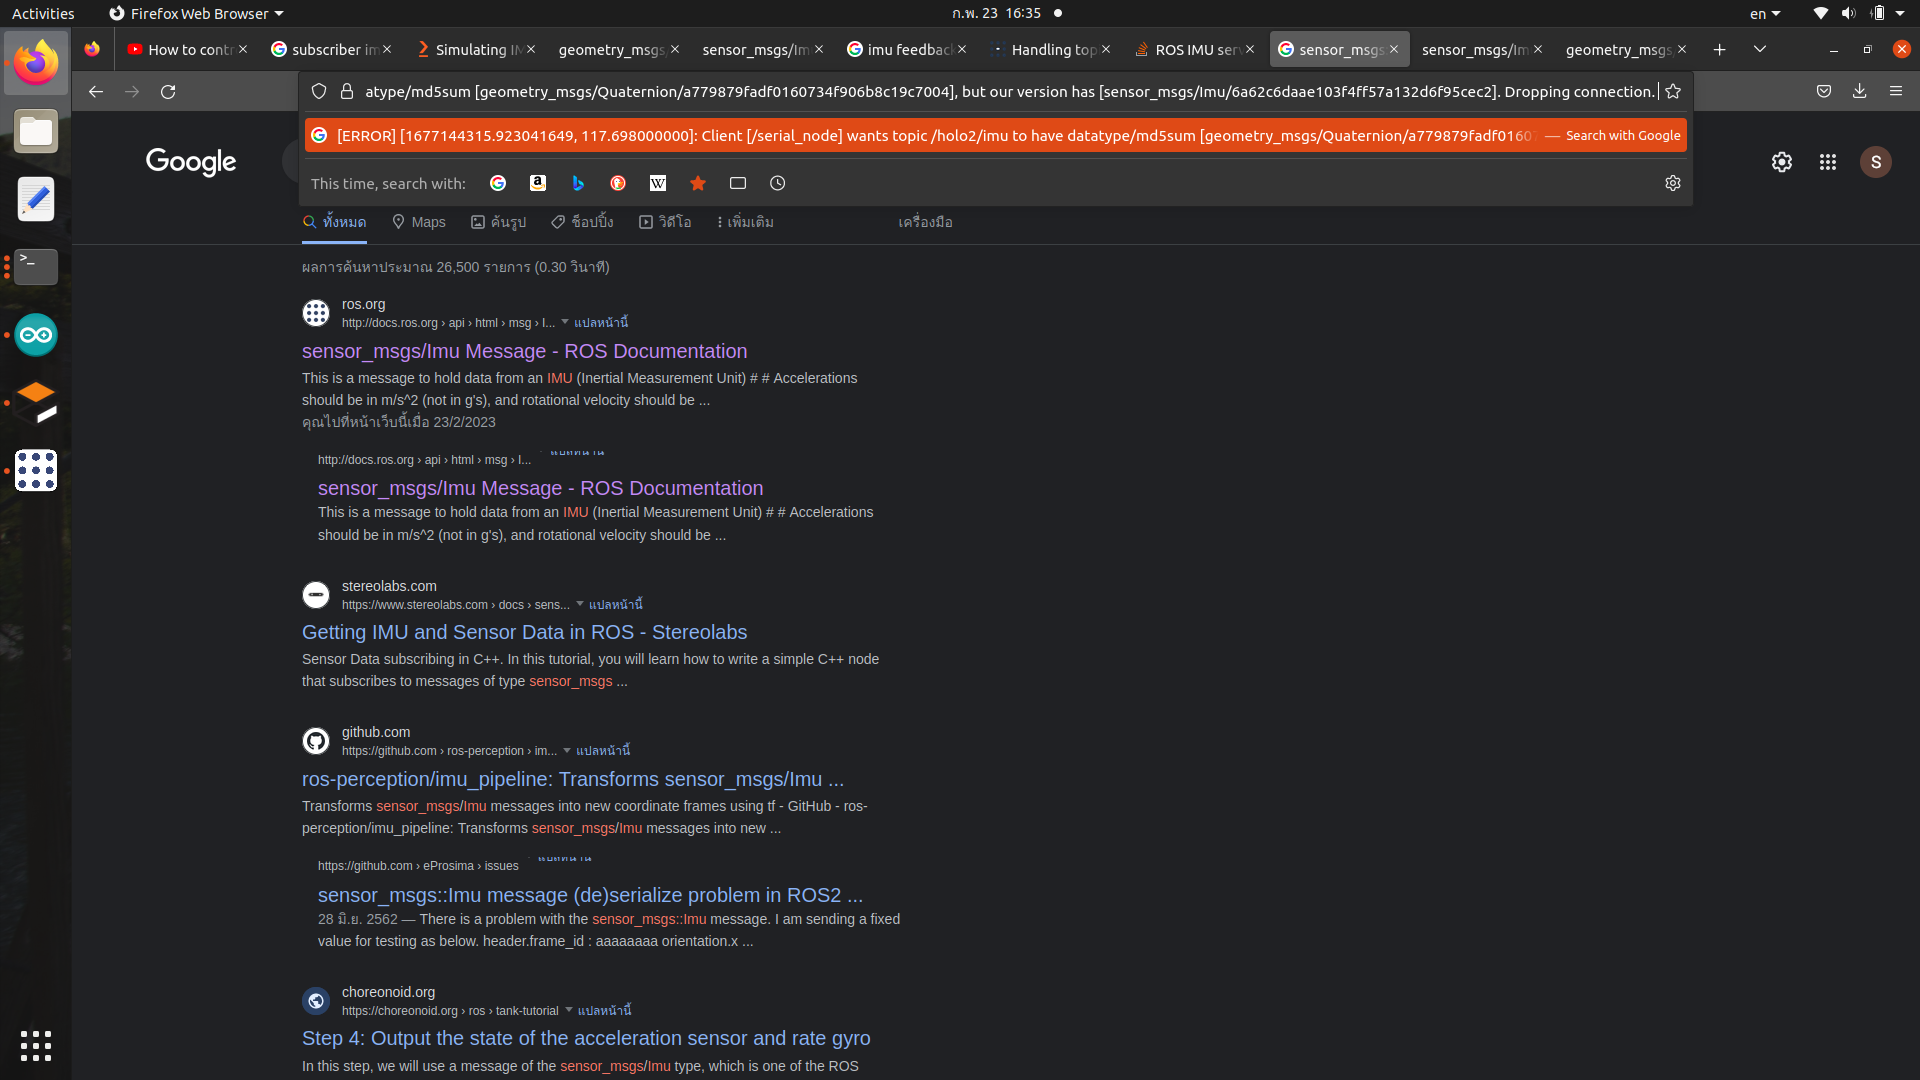 Activities
Firefox Web Browser
ก.พ. 23 16:35
en
How to contr
subscriber im
Simulating IM
geometry_msgs/
sensor_msgs/Im
imu feedback
Handling top
ROS IMU serv
sensor_msgs
sensor_msgs/Im
geometry_msgs/
atype/md5sum [geometry_msgs/Quaternion/a779879fadf0160734f906b8c19c7004], but our version has [sensor_msgs/Imu/6a62c6daae103f4ff57a132d6f95cec2]. Dropping connection.
[ERROR] [1677144315.923041649, 117.698000000]: Client [/serial_node] wants topic /holo2/imu to have datatype/md5sum [geometry_msgs/Quaternion/a779879fadf01607 — Search with Google
This time, search with:
Google
S
ทั้งหมด
Maps
ค้นรูป
ช็อปปิ้ง
วิดีโอ
เพิ่มเติม
เครื่องมือ
ผลการค้นหาประมาณ 26,500 รายการ (0.30 วินาที)
ros.org
http://docs.ros.org › api › html › msg › I... แปลหน้านี้
sensor_msgs/Imu Message - ROS Documentation
This is a message to hold data from an IMU (Inertial Measurement Unit) # # Accelerations
should be in m/s^2 (not in g's), and rotational velocity should be ...
คุณไปที่หน้าเว็บนี้เมื่อ 23/2/2023
http://docs.ros.org › api › html › msg › I... แปลหน้านี้
sensor_msgs/Imu Message - ROS Documentation
This is a message to hold data from an IMU (Inertial Measurement Unit) # # Accelerations
should be in m/s^2 (not in g's), and rotational velocity should be ...
stereolabs.com
https://www.stereolabs.com › docs › sens... แปลหน้านี้
Getting IMU and Sensor Data in ROS - Stereolabs
Sensor Data subscribing in C++. In this tutorial, you will learn how to write a simple C++ node
that subscribes to messages of type sensor_msgs ...
github.com
https://github.com › ros-perception › im... แปลหน้านี้
ros-perception/imu_pipeline: Transforms sensor_msgs/Imu ...
Transforms sensor_msgs/Imu messages into new coordinate frames using tf - GitHub - ros-
perception/imu_pipeline: Transforms sensor_msgs/Imu messages into new ...
https://github.com › eProsima › issues แปลหน้านี้
sensor_msgs::Imu message (de)serialize problem in ROS2 ...
28 มิ.ย. 2562 — There is a problem with the sensor_msgs::Imu message. I am sending a fixed
value for testing as below. header.frame_id : aaaaaaaa orientation.x ...
choreonoid.org
https://choreonoid.org › ros › tank-tutorial แปลหน้านี้
Step 4: Output the state of the acceleration sensor and rate gyro
In this step, we will use a message of the sensor_msgs/Imu type, which is one of the ROS